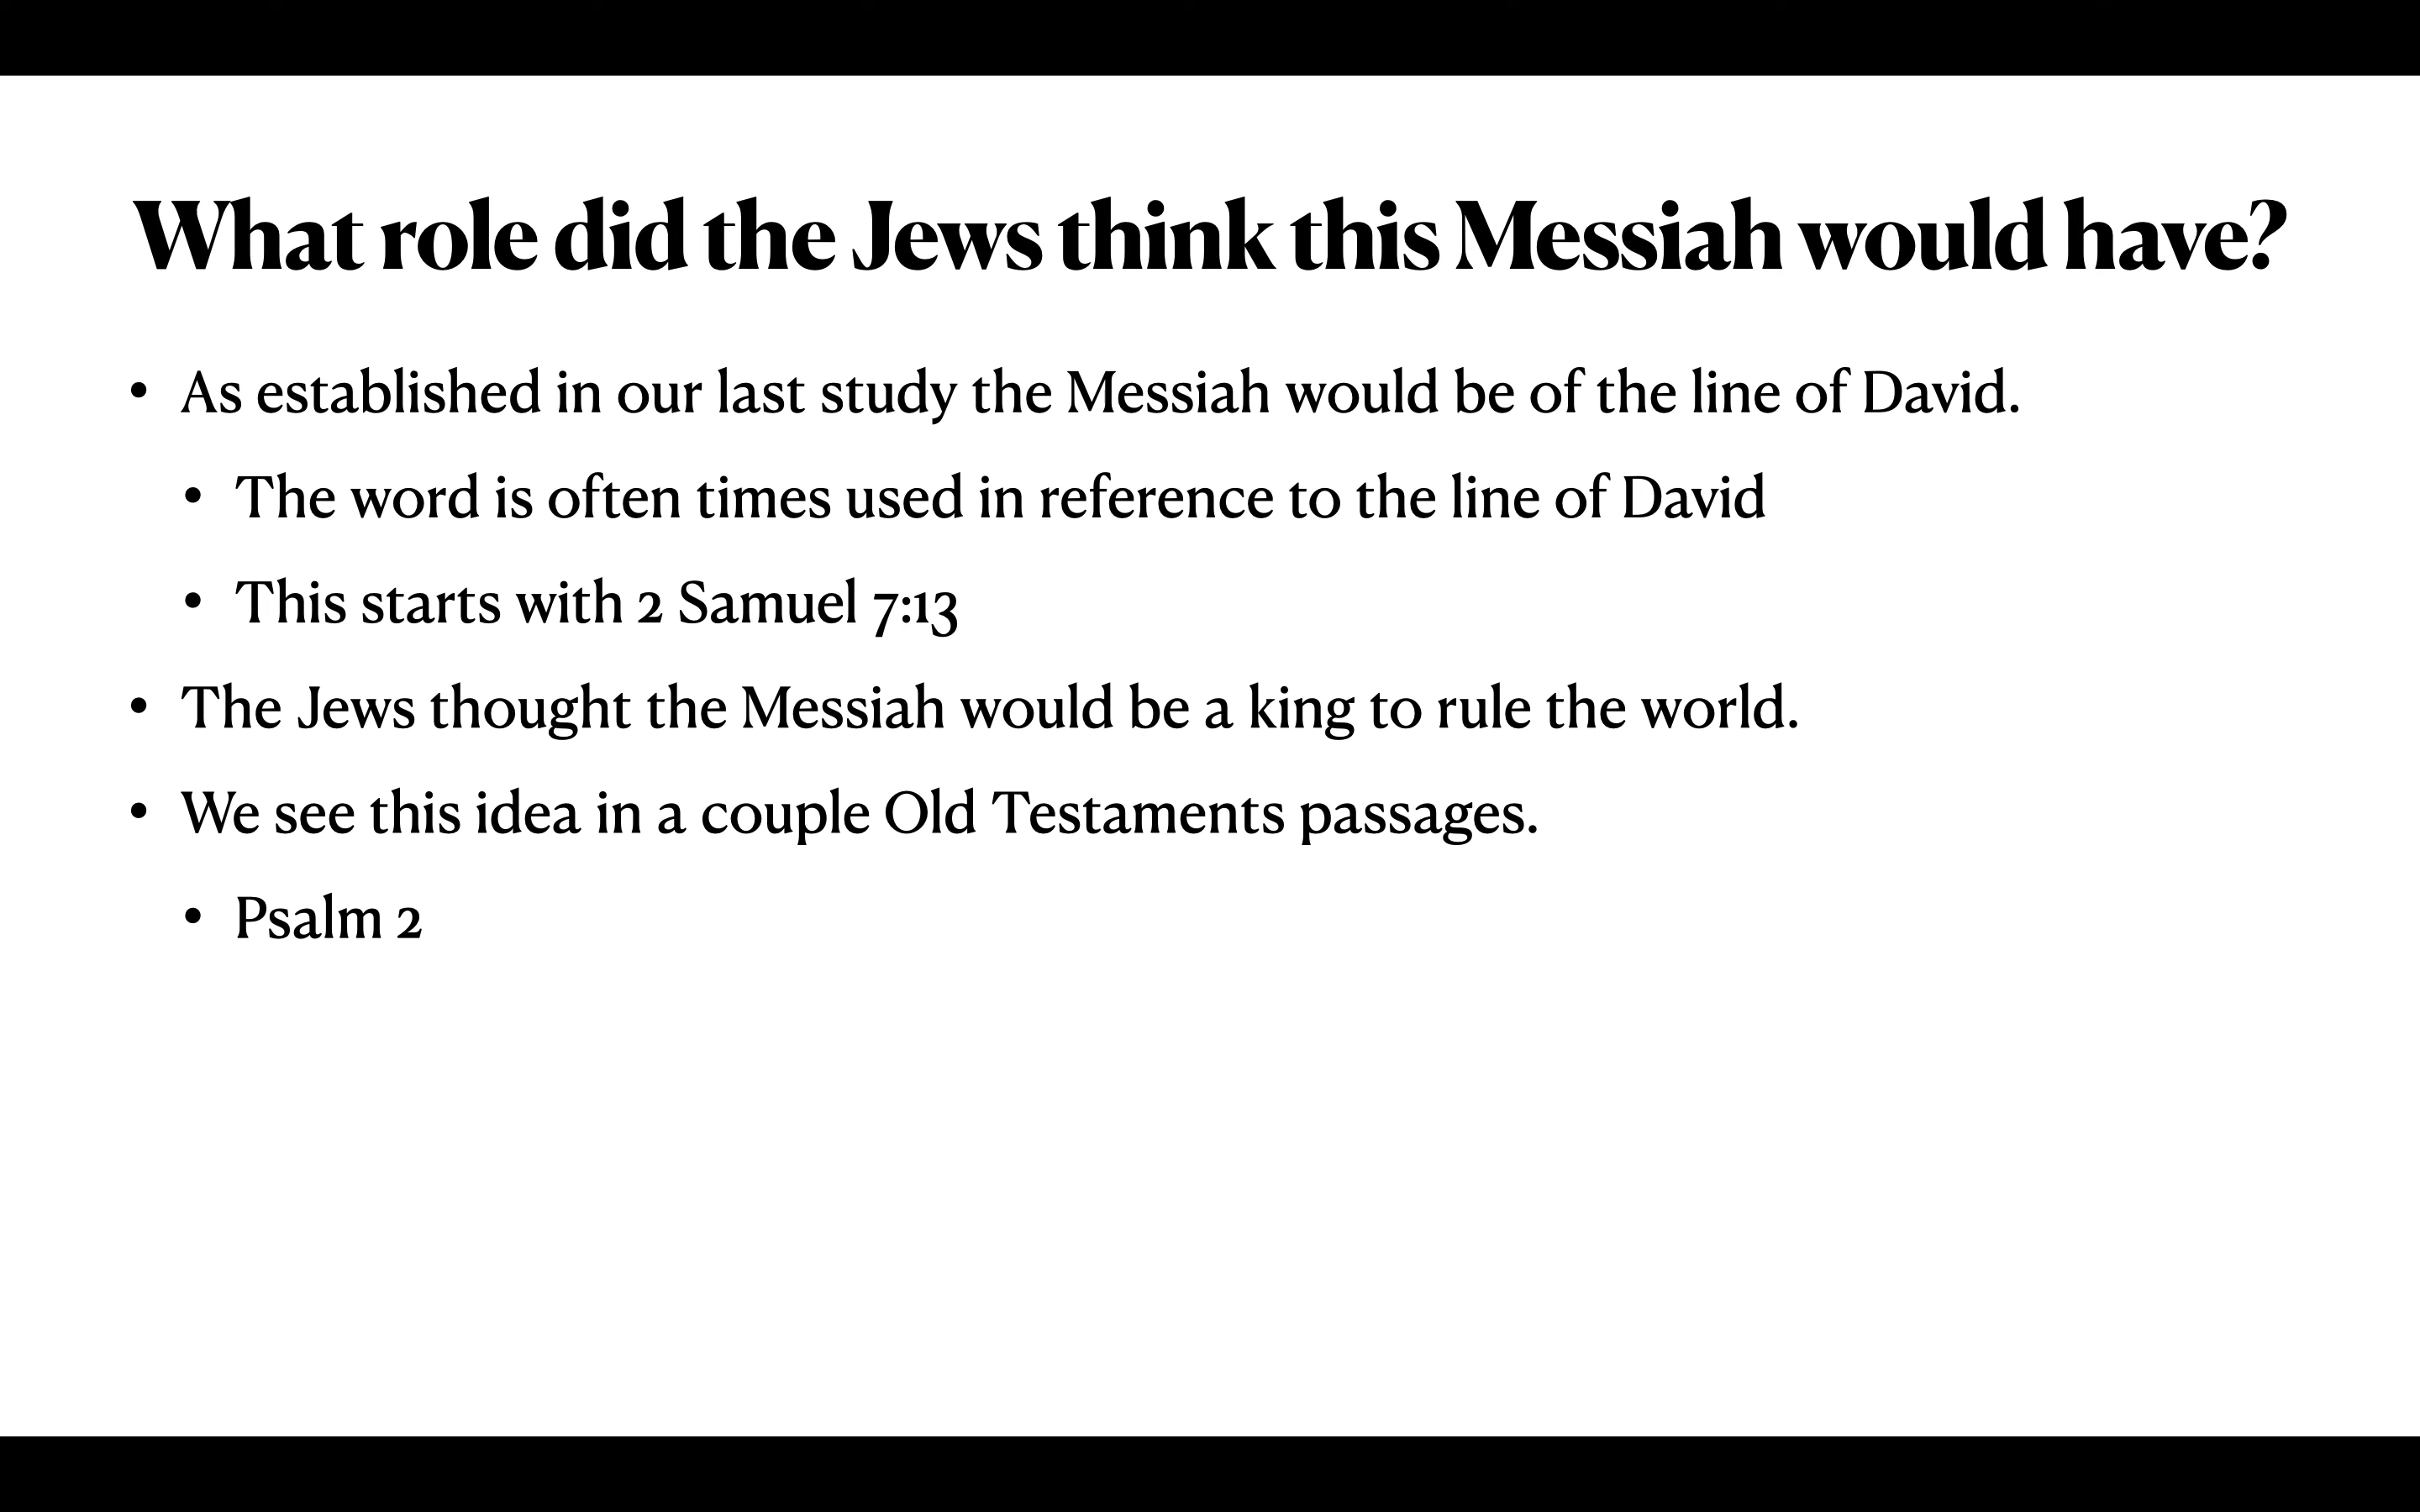 What role did the Jews think this Messiah would have?
• As established in our last study the Messiah would be of the line of David.
• The word is often times used in reference to the line of David
• This starts with 2 Samuel 7:13
• The Jews thought the Messiah would be a king to rule the world.
• We see this idea in a couple Old Testaments passages.
• Psalm 2